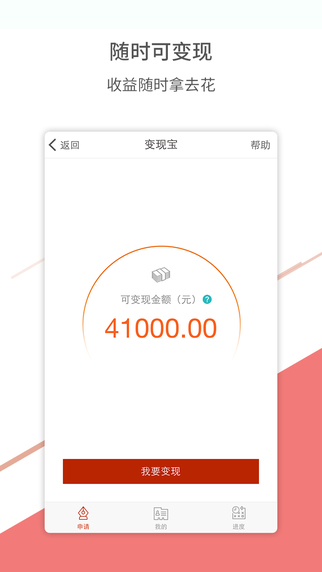 随时可变现
收益随时拿去花
返回 变现宝 帮助
可变现金额（元） ?
41000.00
我要变现
申请 我的 进度